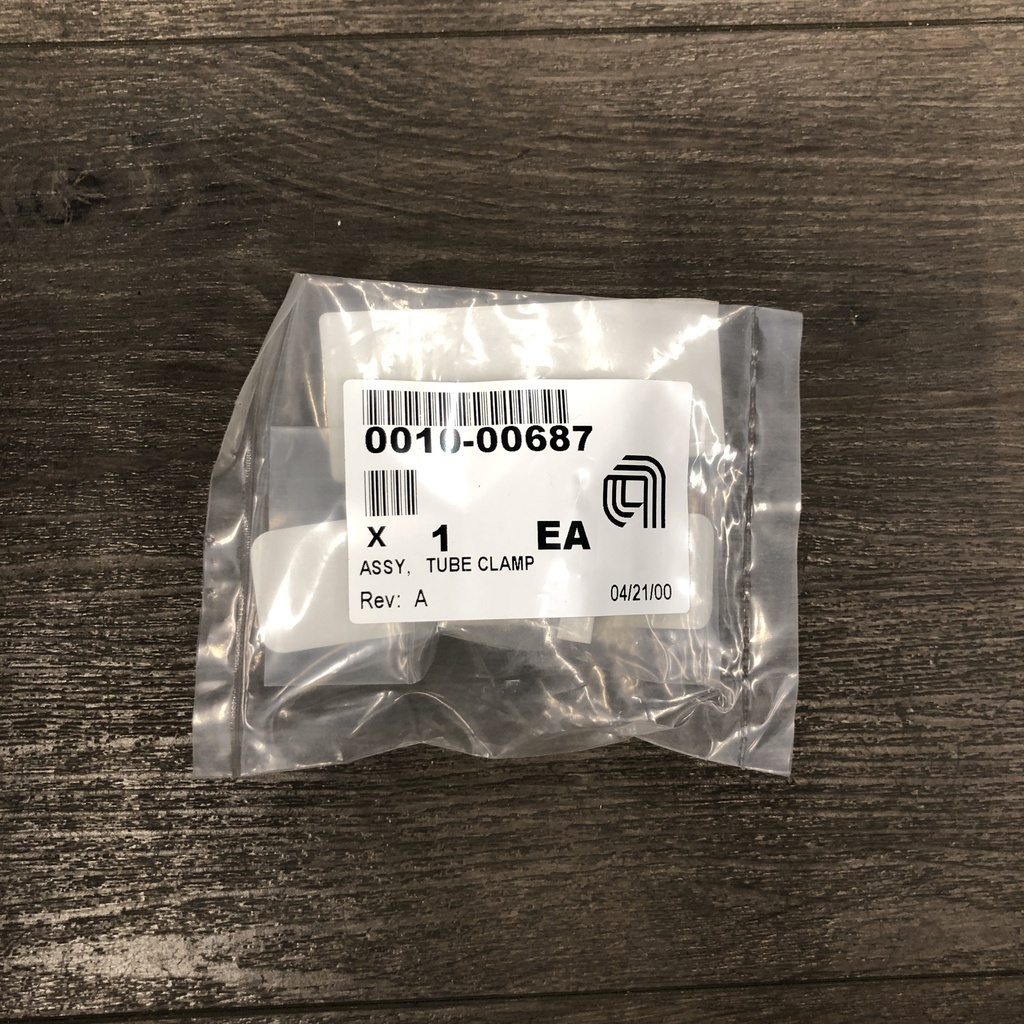 0010-00687
X 1 EA
ASSY, TUBE CLAMP
Rev: A 04/21/00